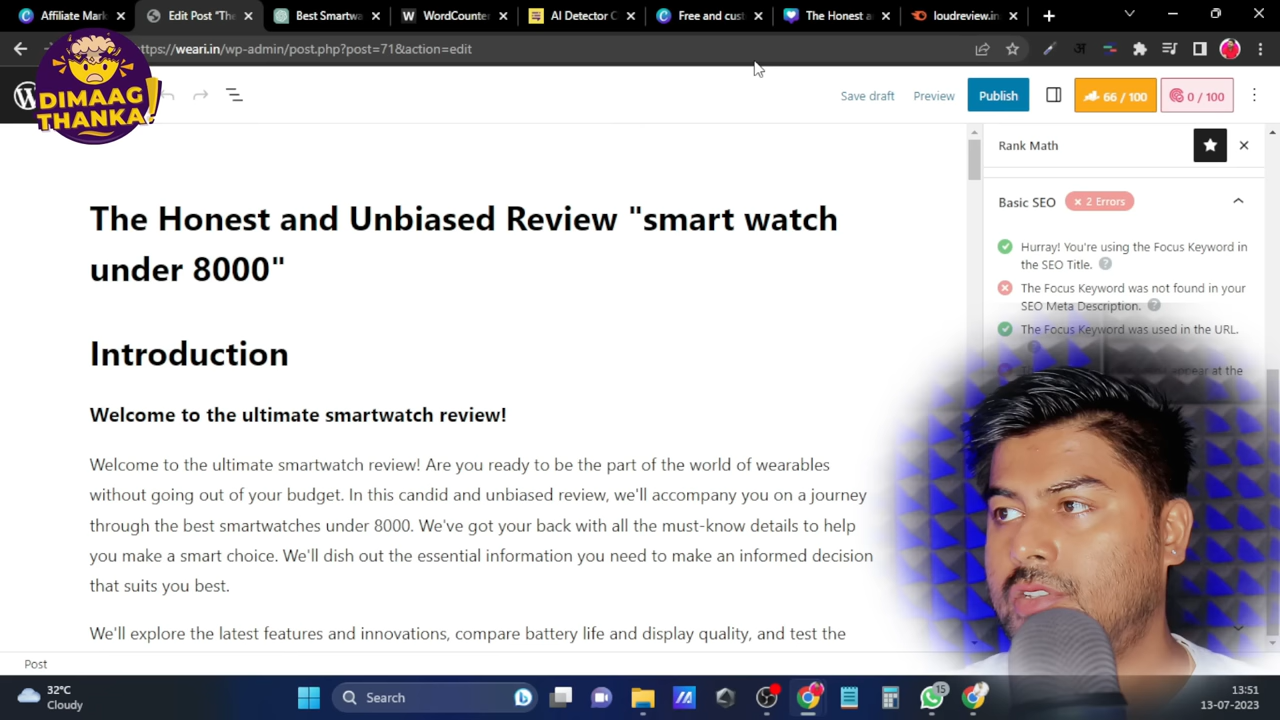 Affiliate Mark
Edit Post "The
Best Smartwa
WordCounter
AI Detector C
Free and cust
The Honest a
loudreview.in
ttps://weari.in/wp-admin/post.php?post=71&action=edit
DIMAAG
THANKA!
Save draft
Preview
Publish
66 / 100
0 / 100
Rank Math
Basic SEO
× 2 Errors
Hurray! You're using the Focus Keyword in
the SEO Title.
The Focus Keyword was not found in your
SEO Meta Description.
The Focus Keyword was used in the URL.
appear at the
The Honest and Unbiased Review "smart watch
under 8000"
Introduction
Welcome to the ultimate smartwatch review!
Welcome to the ultimate smartwatch review! Are you ready to be the part of the world of wearables
without going out of your budget. In this candid and unbiased review, we'll accompany you on a journey
through the best smartwatches under 8000. We've got your back with all the must-know details to help
you make a smart choice. We'll dish out the essential information you need to make an informed decision
that suits you best.
We'll explore the latest features and innovations, compare battery life and display quality, and test the
Post
32°C
Cloudy
Search
15
13:51
13-07-2023